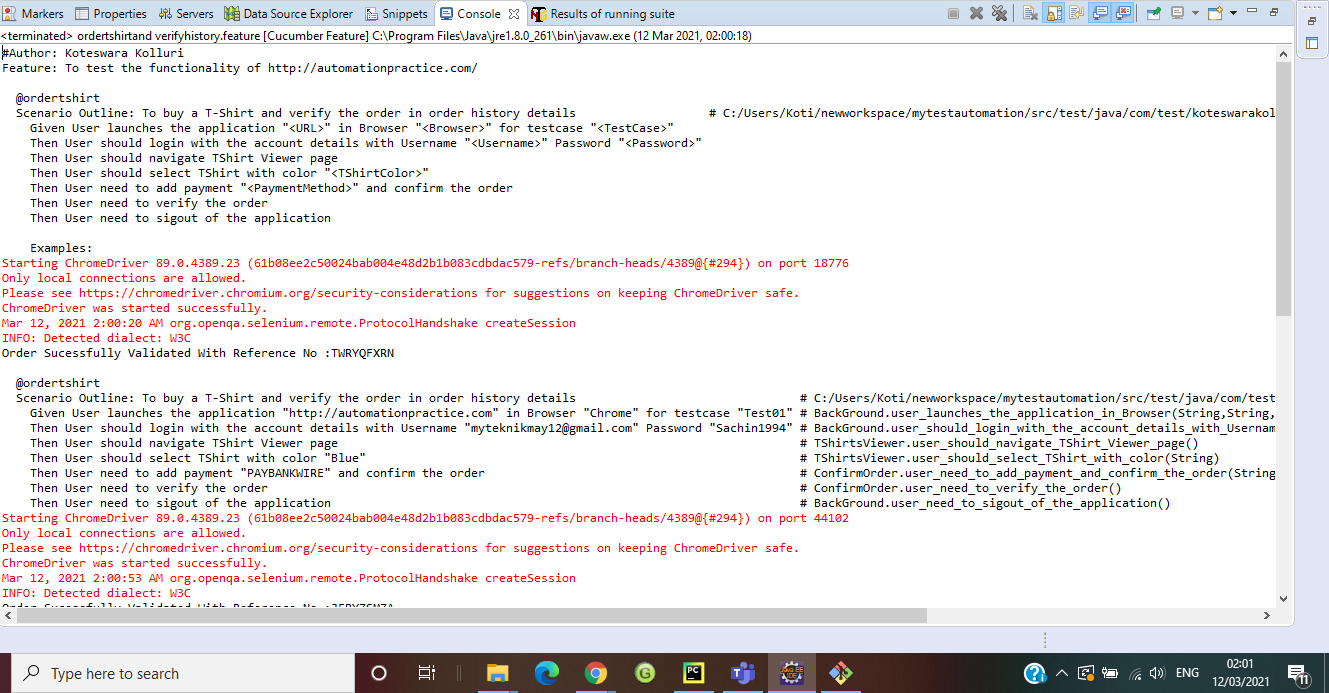 Markers Properties Servers Data Source Explorer Snippets Console Results of running suite
<terminated> ordertshirtand verifyhistory.feature [Cucumber Feature] C:\Program Files\Java\jre1.8.0_261\bin\javaw.exe (12 Mar 2021, 02:00:18)
#Author: Koteswara Kolluri
Feature: To test the functionality of http://automationpractice.com/
@ordertshirt
Scenario Outline: To buy a T-Shirt and verify the order in order history details # C:/Users/Koti/newworkspace/mytestautomation/src/test/java/com/test/koteswarakol
Given User launches the application "<URL>" in Browser "<Browser>" for testcase "<TestCase>"
Then User should login with the account details with Username "<Username>" Password "<Password>"
Then User should navigate TShirt Viewer page
Then User should select TShirt with color "<TShirtColor>"
Then User need to add payment "<PaymentMethod>" and confirm the order
Then User need to verify the order
Then User need to sigout of the application
Examples:
Starting ChromeDriver 89.0.4389.23 (61b08ee2c50024bab004e48d2b1b083cdbdac579-refs/branch-heads/4389@{#294}) on port 18776
Only local connections are allowed.
Please see https://chromedriver.chromium.org/security-considerations for suggestions on keeping ChromeDriver safe.
ChromeDriver was started successfully.
Mar 12, 2021 2:00:20 AM org.openqa.selenium.remote.ProtocolHandshake createSession
INFO: Detected dialect: W3C
Order Sucessfully Validated With Reference No :TWRYQFXRN
@ordertshirt
Scenario Outline: To buy a T-Shirt and verify the order in order history details # C:/Users/Koti/newworkspace/mytestautomation/src/test/java/com/test
Given User launches the application "http://automationpractice.com" in Browser "Chrome" for testcase "Test01" # BackGround.user_launches_the_application_in_Browser(String,String,
Then User should login with the account details with Username "myteknikmay12@gmail.com" Password "Sachin1994" # BackGround.user_should_login_with_the_account_details_with_Usernam
Then User should navigate TShirt Viewer page # TShirtsViewer.user_should_navigate_TShirt_Viewer_page()
Then User should select TShirt with color "Blue" # TShirtsViewer.user_should_select_TShirt_with_color(String)
Then User need to add payment "PAYBANKWIRE" and confirm the order # ConfirmOrder.user_need_to_add_payment_and_confirm_the_order(String
Then User need to verify the order # ConfirmOrder.user_need_to_verify_the_order()
Then User need to sigout of the application # BackGround.user_need_to_sigout_of_the_application()
Starting ChromeDriver 89.0.4389.23 (61b08ee2c50024bab004e48d2b1b083cdbdac579-refs/branch-heads/4389@{#294}) on port 44102
Only local connections are allowed.
Please see https://chromedriver.chromium.org/security-considerations for suggestions on keeping ChromeDriver safe.
ChromeDriver was started successfully.
Mar 12, 2021 2:00:53 AM org.openqa.selenium.remote.ProtocolHandshake createSession
INFO: Detected dialect: W3C
Order Sucessfully Validated With Reference No
Type here to search
ENG
02:01
12/03/2021
11